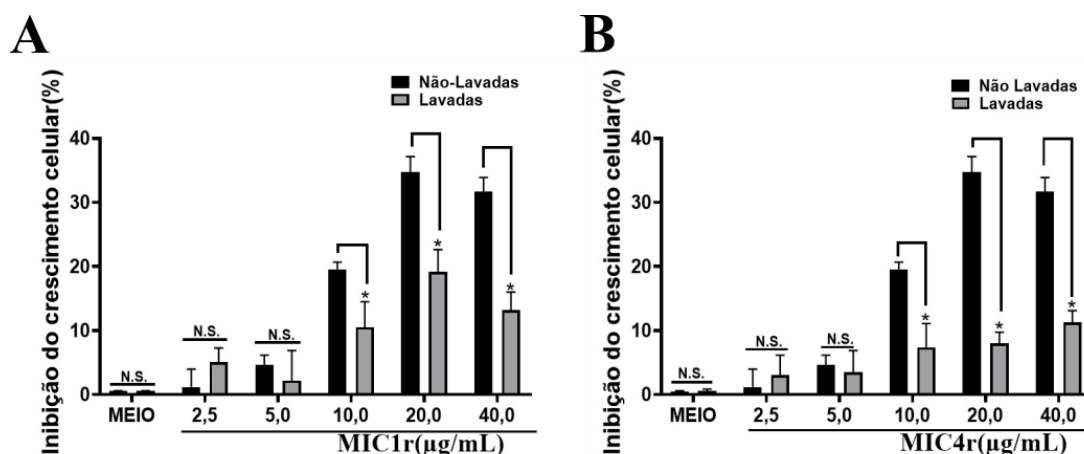 A
Inibição do crescimento celular(%)
Não-Lavadas
Lavadas
40
30
20
10
0
N.S.
N.S.
N.S.
*
*
*
MEIO 2,5 5,0 10,0 20,0 40,0
MIC1r(µg/mL)
B
Inibição do crescimento celular(%)
Não Lavadas
Lavadas
40
30
20
10
0
N.S.
N.S.
N.S.
*
*
*
MEIO 2,5 5,0 10,0 20,0 40,0
MIC4r(µg/mL)